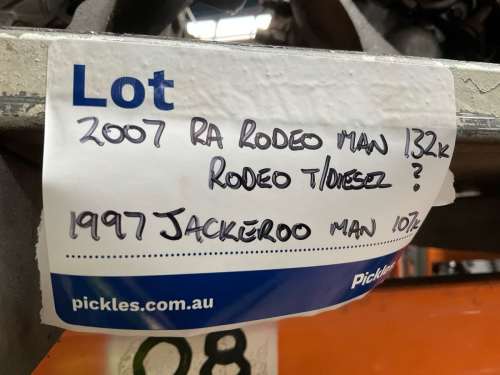 Lot
2007 RA RODEO MAN 132K
RODEO T/DIESEL ?
1997 JACKEROO MAN 107K
Pickles
pickles.com.au
08